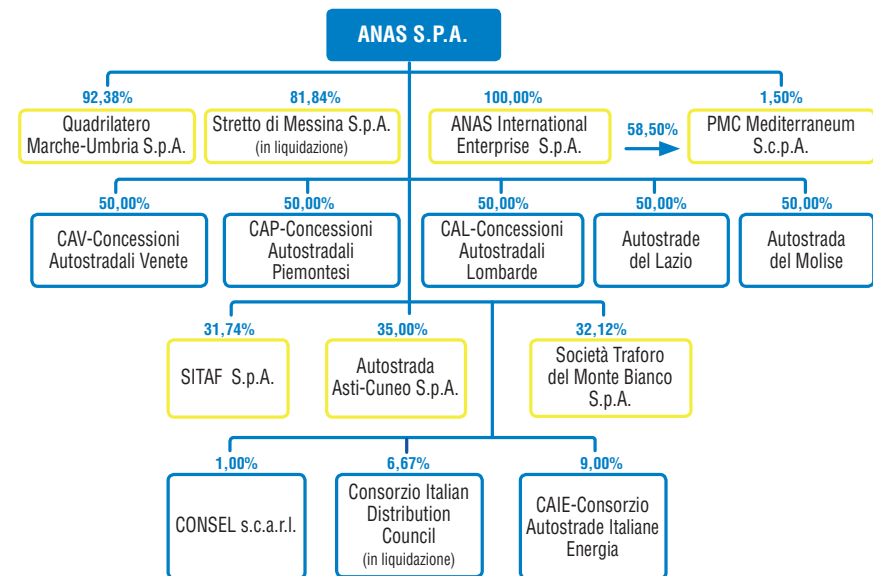 ANAS S.P.A.
92,38%
Quadrilatero
Marche-Umbria S.p.A.
81,84%
Stretto di Messina S.p.A.
(in liquidazione)
100,00%
ANAS International
Enterprise S.p.A.
58,50%
1,50%
PMC Mediterraneum
S.c.p.A.
50,00%
CAV-Concessioni
Autostradali Venete
50,00%
CAP-Concessioni
Autostradali
Piemontesi
50,00%
CAL-Concessioni
Autostradali
Lombarde
50,00%
Autostrade
del Lazio
50,00%
Autostrada
del Molise
31,74%
SITAF S.p.A.
35,00%
Autostrada
Asti-Cuneo S.p.A.
32,12%
Società Traforo
del Monte Bianco
S.p.A.
1,00%
CONSEL s.c.a.r.l.
6,67%
Consorzio Italian
Distribution
Council
(in liquidazione)
9,00%
CAIE-Consorzio
Autostrade Italiane
Energia